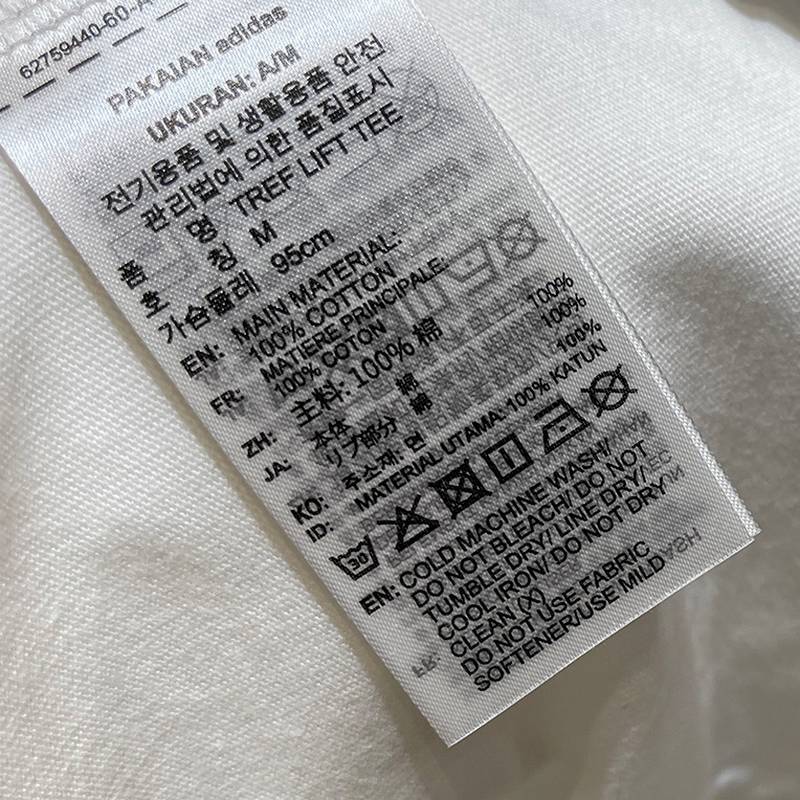 62759440-60-A
PAKAIAN adidas
UKURAN: A/M
전기용품 및 생활용품 안전
관리법에 의한 품질표시
품 명 TREF LIFT TEE
호 칭 M
가슴둘레 95cm
EN: MAIN MATERIAL:
100% COTTON
FR: MATIÈRE PRINCIPALE:
100% COTON
ZH: 主料: 100% 棉
JA: 本体 綿 100%
リブ部分 綿 100%
KO: 주소재: 면 100%
ID: MATERIAL UTAMA: 100% KATUN
30
EN: COLD MACHINE WASH/
DO NOT BLEACH/ DO NOT
TUMBLE DRY/ LINE DRY/
COOL IRON/ DO NOT DRY
CLEAN (X)
DO NOT USE FABRIC
SOFTENER/USE MILD